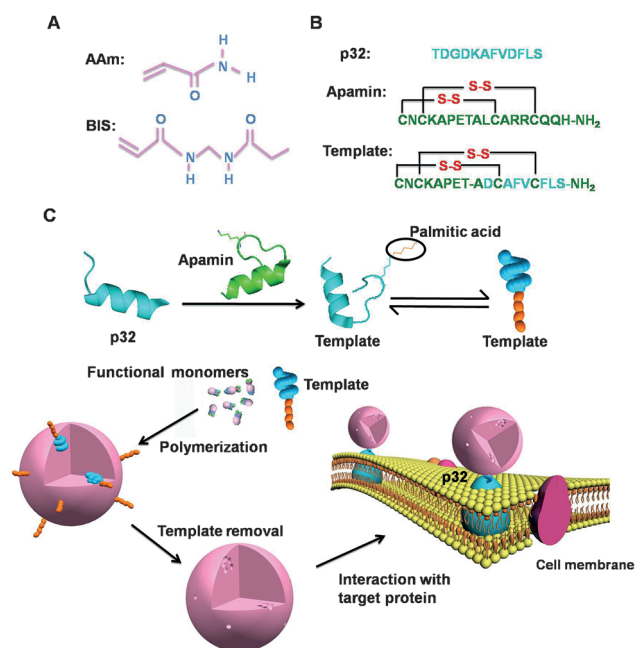 A
AAm:
H
N
H
O
BIS:
O
O
N
H
N
H
B
p32: TDGDKAFVDFLS
Apamin:
S-S
S-S
CNCKAPETALCARRCQQH-NH₂
Template:
S-S
S-S
CNCKAPET-ADCAFVCFLS-NH₂
C
Apamin
Palmitic acid
p32
Template
Template
Functional monomers
Template
Polymerization
p32
Template removal
Cell membrane
Interaction with
target protein